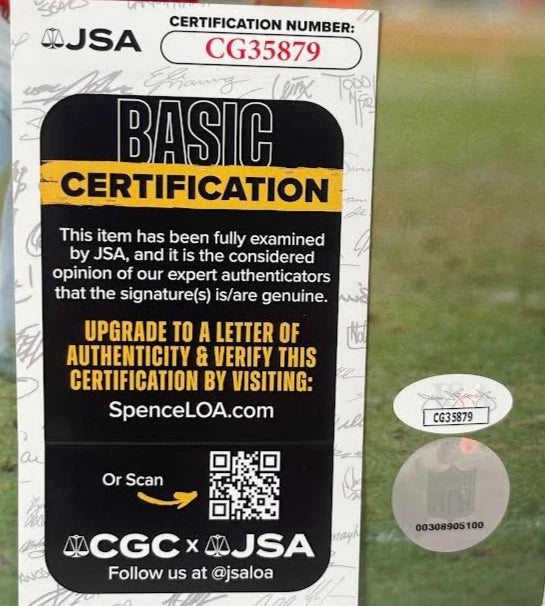 JSA
CERTIFICATION NUMBER:
CG35879
BASIC
CERTIFICATION
This item has been fully examined
by JSA, and it is the considered
opinion of our expert authenticators
that the signature(s) is/are genuine.
UPGRADE TO A LETTER OF
AUTHENTICITY & VERIFY THIS
CERTIFICATION BY VISITING:
SpenceLOA.com
Or Scan
CGC x JSA
Follow us at @jsaloa
CG35879
NFL
00308905100